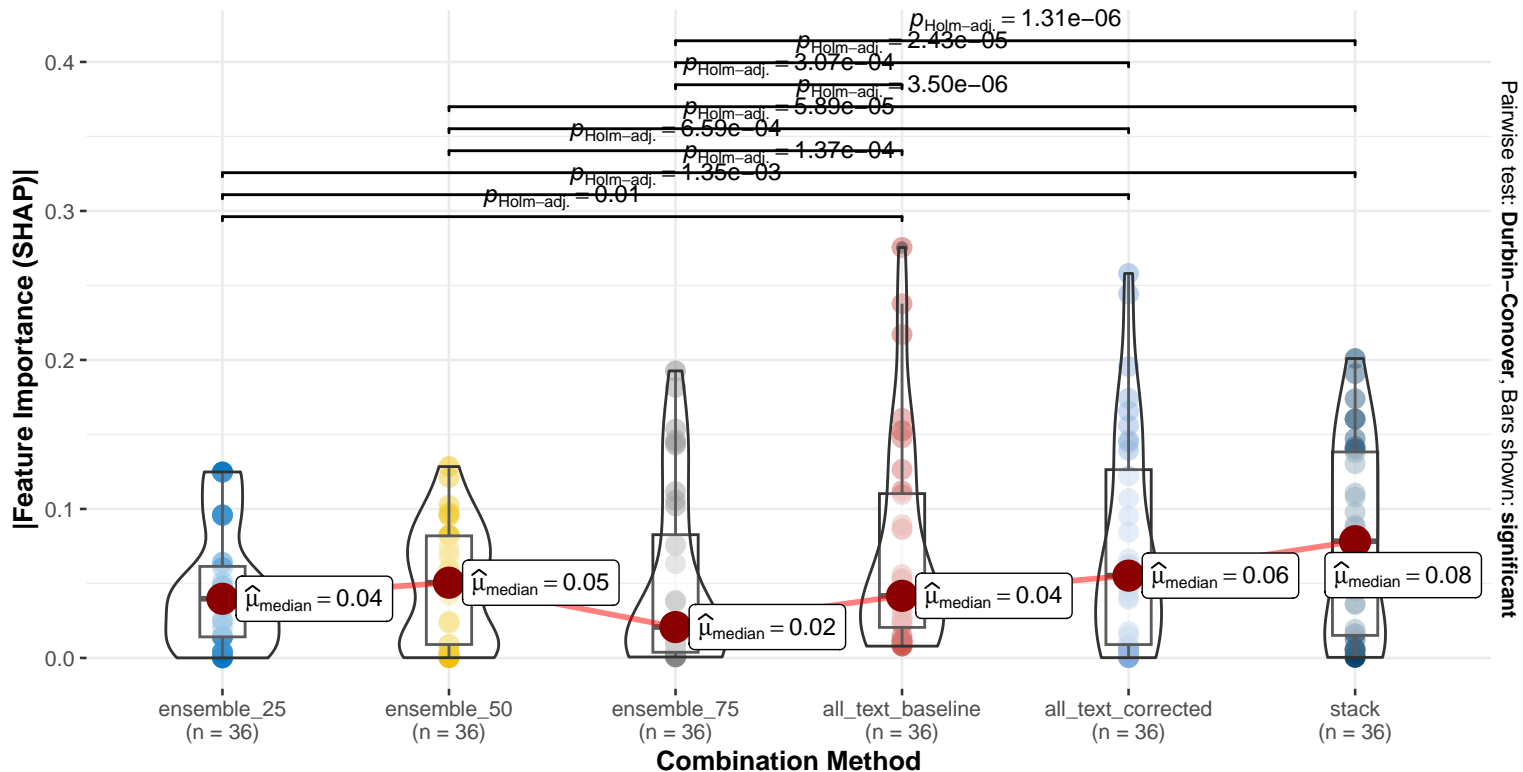 pHolm−adj. = 1.31e−06
pHolm−adj. = 2.43e−05
pHolm−adj. = 3.07e−04
pHolm−adj. = 3.50e−06
pHolm−adj. = 5.89e−05
pHolm−adj. = 6.59e−04
pHolm−adj. = 1.37e−04
pHolm−adj. = 1.35e−03
pHolm−adj. = 0.01
0.4
0.3
0.2
0.1
0.0
|Feature Importance (SHAP)|
Pairwise test: Durbin−Conover, Bars shown: significant
μ̂median = 0.04
μ̂median = 0.05
μ̂median = 0.02
μ̂median = 0.04
μ̂median = 0.06
μ̂median = 0.08
ensemble_25
(n = 36)
ensemble_50
(n = 36)
ensemble_75
(n = 36)
all_text_baseline
(n = 36)
all_text_corrected
(n = 36)
stack
(n = 36)
Combination Method